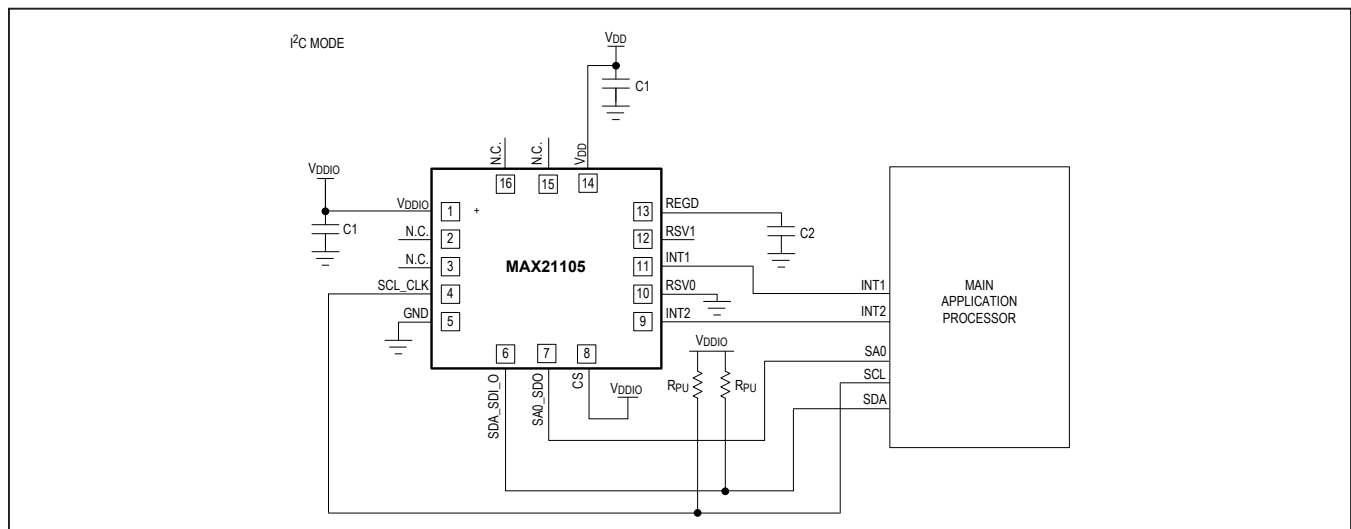 I²C MODE
VDD
C1
N.C.
N.C.
VDD
16
15
14
VDDIO
C1
VDDIO
N.C.
N.C.
SCL_CLK
GND
1
+
2
3
4
5
MAX21105
13
12
11
10
9
REGD
RSV1
INT1
RSV0
INT2
C2
6
7
8
SDA_SDI_O
SA0_SDO
CS
VDDIO
VDDIO
RPU
RPU
INT1
INT2
SA0
SCL
SDA
MAIN
APPLICATION
PROCESSOR